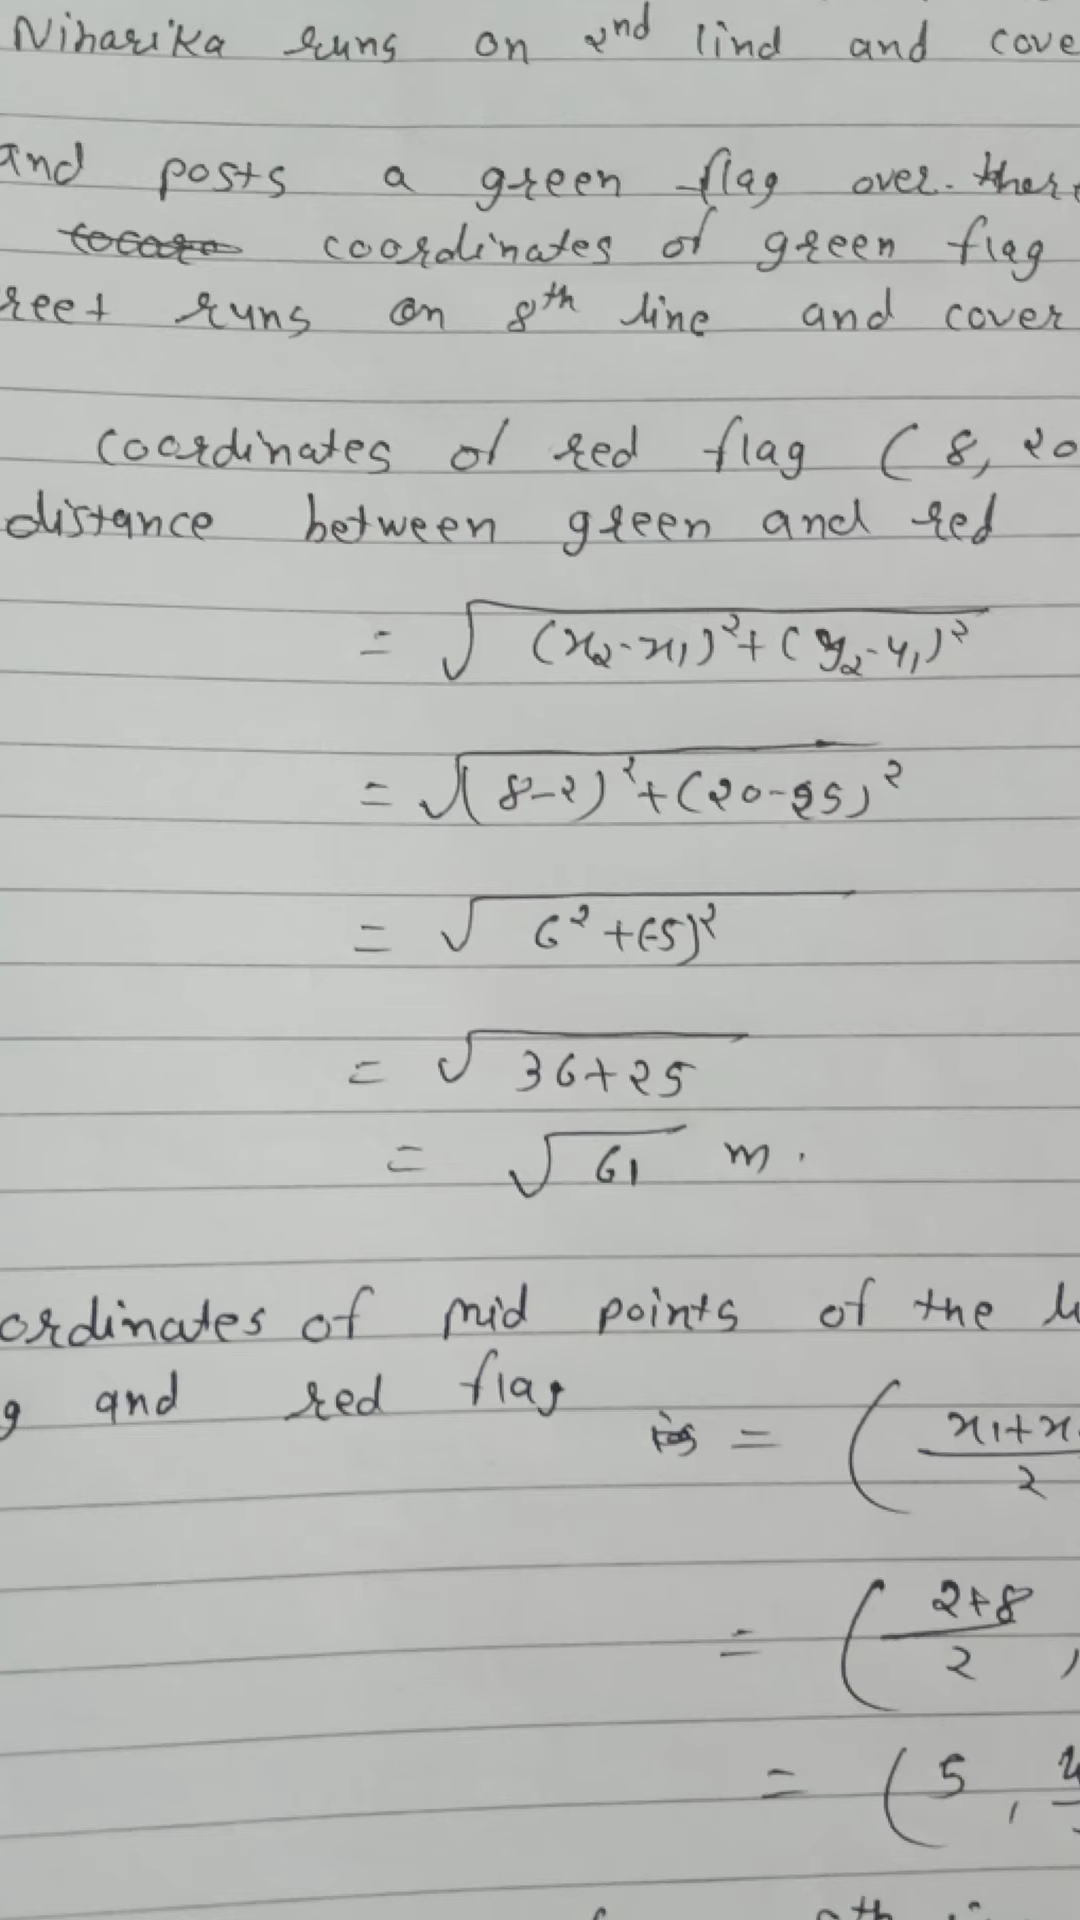 Niharika runs on 2nd lind and cove
and posts a green flag over. ther
coordinates of green flag
reet runs on 8th line and cover
coordinates of red flag (8, 20
distance between green and red
= √(x₂-x₁)²+(y₂-y₁)²
= √(8-2)²+(20-25)²
= √6²+(-5)²
= √36+25
= √61 m.
ordinates of mid points of the
g and red flag is = (x₁+x
2
= (2+8
2 ,
= (5 ,